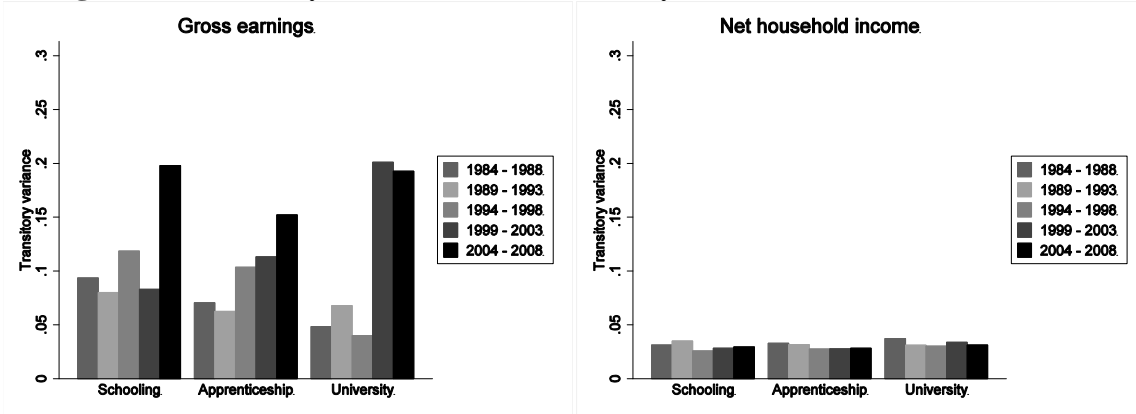 Gross earnings.
Transitory variance
0
.05
.1
.15
.2
.25
.3
Schooling.
Apprenticeship.
University.
1984 - 1988.
1989 - 1993.
1994 - 1998.
1999 - 2003.
2004 - 2008.
Net household income.
Transitory variance
0
.05
.1
.15
.2
.25
.3
Schooling.
Apprenticeship.
University.
1984 - 1988.
1989 - 1993.
1994 - 1998.
1999 - 2003.
2004 - 2008.